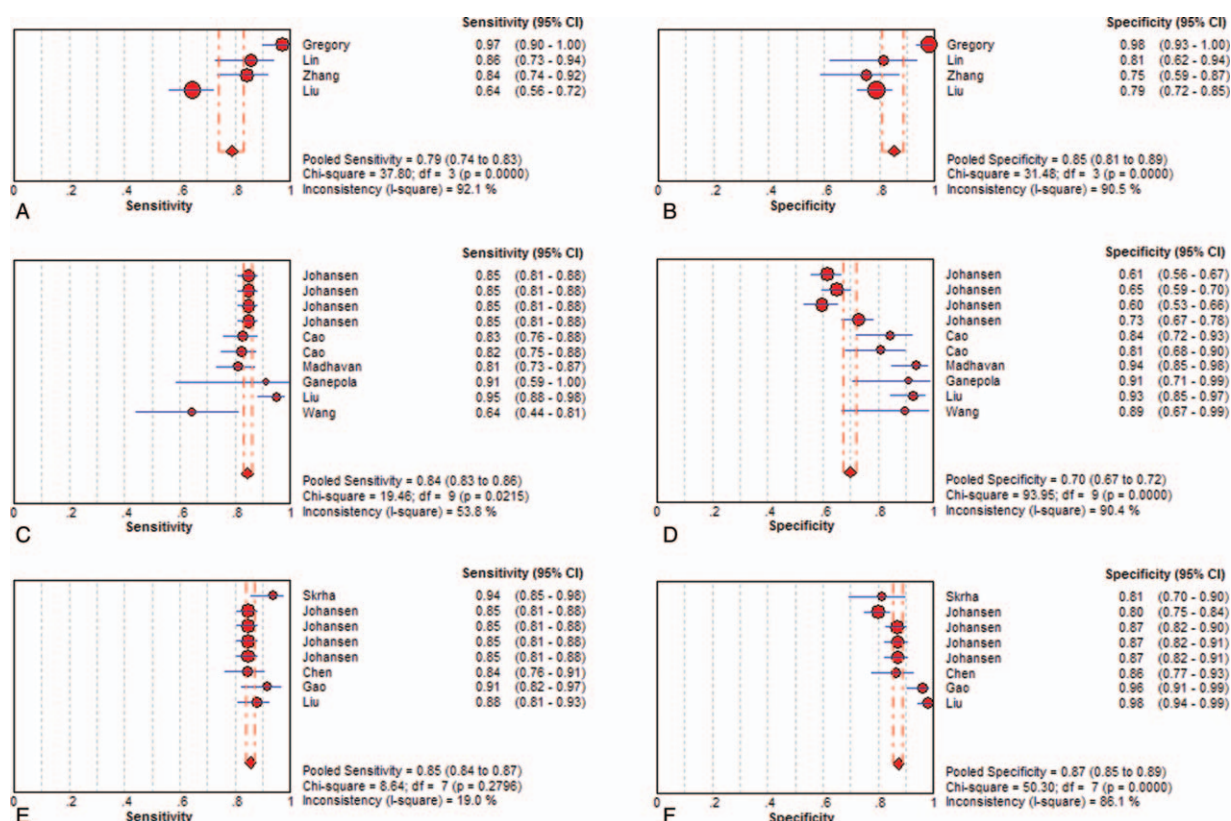 Sensitivity (95% CI)
Gregory 0.97 (0.90 - 1.00)
Lin 0.86 (0.73 - 0.94)
Zhang 0.84 (0.74 - 0.92)
Liu 0.64 (0.56 - 0.72)
Pooled Sensitivity = 0.79 (0.74 to 0.83)
Chi-square = 37.80; df = 3 (p = 0.0000)
Inconsistency (I-square) = 92.1 %
0 .2 .4 .6 .8 1
Sensitivity
A
Specificity (95% CI)
Gregory 0.98 (0.93 - 1.00)
Lin 0.81 (0.62 - 0.94)
Zhang 0.75 (0.59 - 0.87)
Liu 0.79 (0.72 - 0.85)
Pooled Specificity = 0.85 (0.81 to 0.89)
Chi-square = 31.48; df = 3 (p = 0.0000)
Inconsistency (I-square) = 90.5 %
0 .2 .4 .6 .8 1
Specificity
B
Sensitivity (95% CI)
Johansen 0.85 (0.81 - 0.88)
Johansen 0.85 (0.81 - 0.88)
Johansen 0.85 (0.81 - 0.88)
Johansen 0.85 (0.81 - 0.88)
Cao 0.83 (0.76 - 0.88)
Cao 0.82 (0.75 - 0.88)
Madhavan 0.81 (0.73 - 0.87)
Ganepola 0.91 (0.59 - 1.00)
Liu 0.95 (0.88 - 0.98)
Wang 0.64 (0.44 - 0.81)
Pooled Sensitivity = 0.84 (0.83 to 0.86)
Chi-square = 19.46; df = 9 (p = 0.0215)
Inconsistency (I-square) = 53.8 %
0 .2 .4 .6 .8 1
Sensitivity
C
Specificity (95% CI)
Johansen 0.61 (0.56 - 0.67)
Johansen 0.65 (0.59 - 0.70)
Johansen 0.60 (0.53 - 0.66)
Johansen 0.73 (0.67 - 0.78)
Cao 0.84 (0.72 - 0.93)
Cao 0.81 (0.68 - 0.90)
Madhavan 0.94 (0.85 - 0.98)
Ganepola 0.91 (0.71 - 0.99)
Liu 0.93 (0.85 - 0.97)
Wang 0.89 (0.67 - 0.99)
Pooled Specificity = 0.70 (0.67 to 0.72)
Chi-square = 93.95; df = 9 (p = 0.0000)
Inconsistency (I-square) = 90.4 %
0 .2 .4 .6 .8 1
Specificity
D
Sensitivity (95% CI)
Skrha 0.94 (0.85 - 0.98)
Johansen 0.85 (0.81 - 0.88)
Johansen 0.85 (0.81 - 0.88)
Johansen 0.85 (0.81 - 0.88)
Johansen 0.85 (0.81 - 0.88)
Chen 0.84 (0.76 - 0.91)
Gao 0.91 (0.82 - 0.97)
Liu 0.88 (0.81 - 0.93)
Pooled Sensitivity = 0.85 (0.84 to 0.87)
Chi-square = 8.64; df = 7 (p = 0.2796)
Inconsistency (I-square) = 19.0 %
0 .2 .4 .6 .8 1
Sensitivity
E
Specificity (95% CI)
Skrha 0.81 (0.70 - 0.90)
Johansen 0.80 (0.75 - 0.84)
Johansen 0.87 (0.82 - 0.90)
Johansen 0.87 (0.82 - 0.91)
Johansen 0.87 (0.82 - 0.91)
Chen 0.86 (0.77 - 0.93)
Gao 0.96 (0.91 - 0.99)
Liu 0.98 (0.94 - 0.99)
Pooled Specificity = 0.87 (0.85 to 0.89)
Chi-square = 50.30; df = 7 (p = 0.0000)
Inconsistency (I-square) = 86.1 %
0 .2 .4 .6 .8 1
Specificity